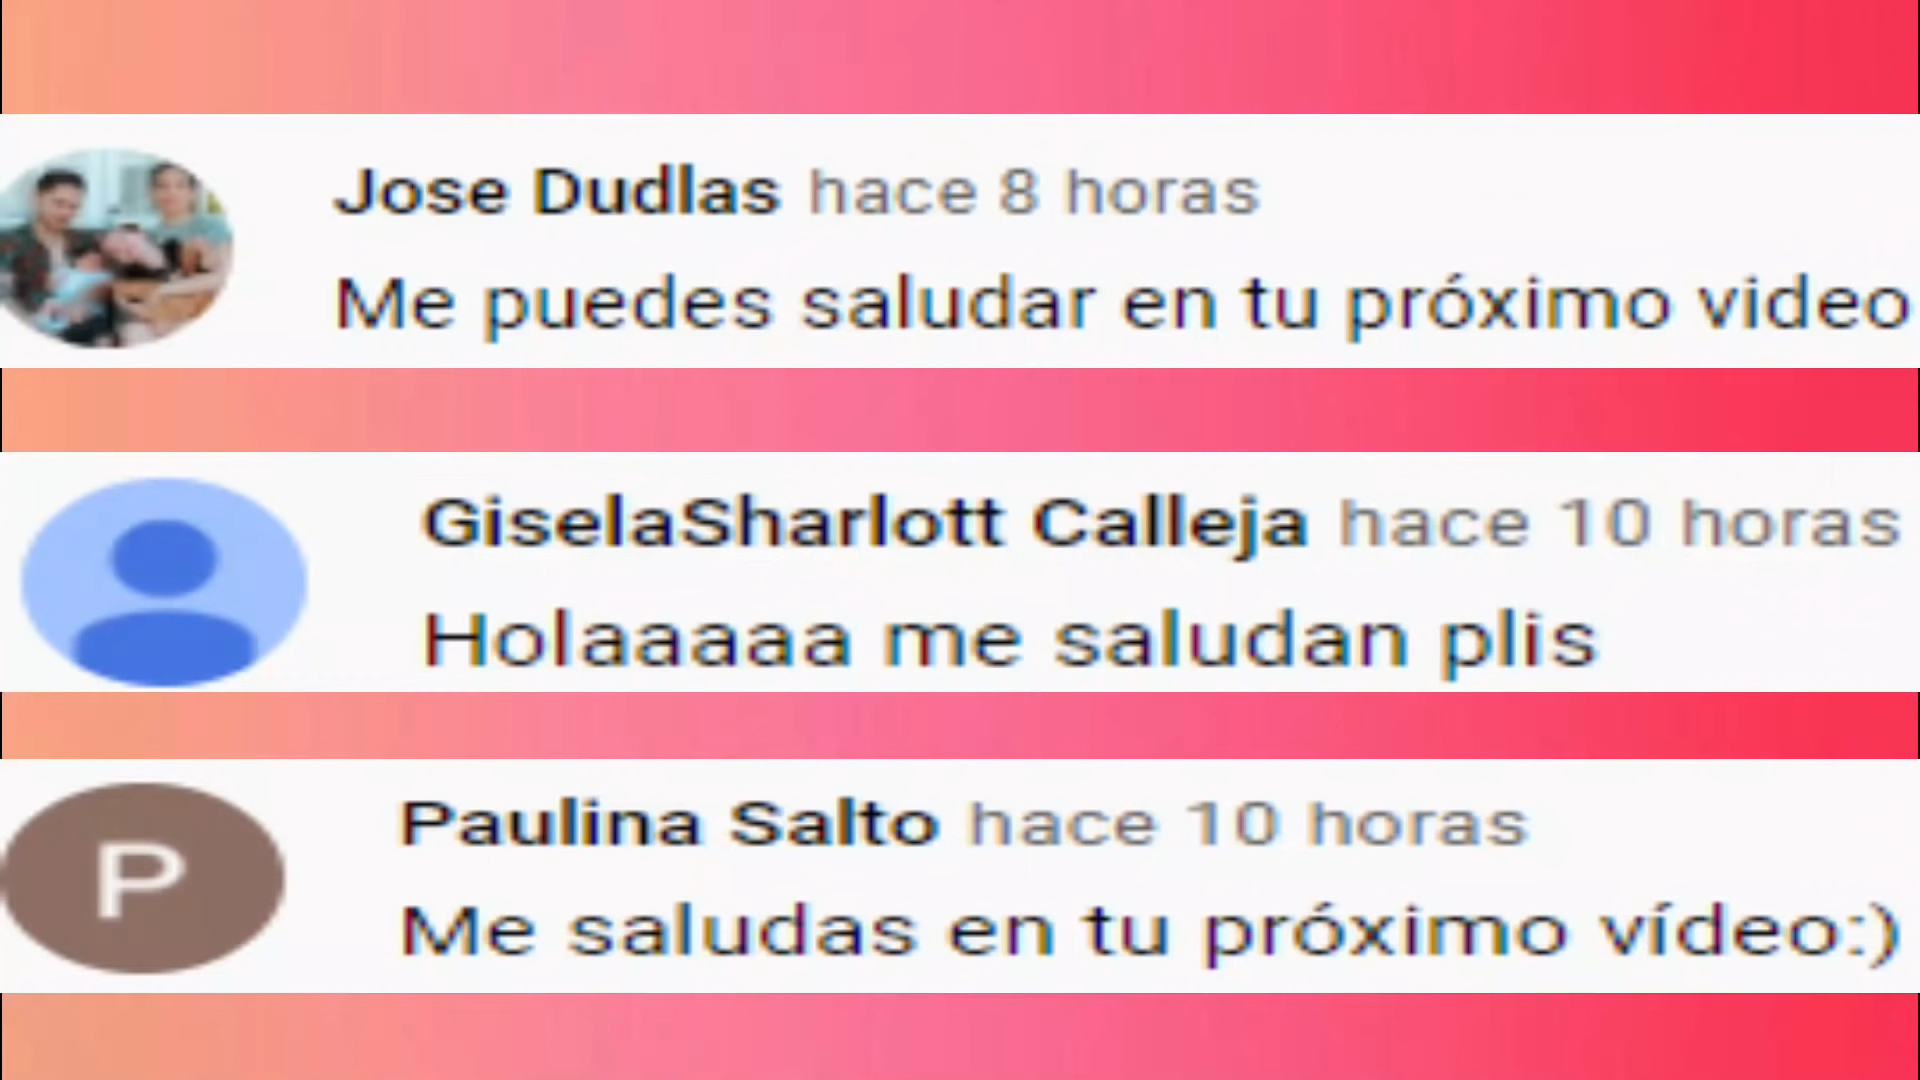 Jose Dudlas hace 8 horas
Me puedes saludar en tu próximo video
GiselaSharlott Calleja hace 10 horas
Holaaaaa me saludan plis
P
Paulina Salto hace 10 horas
Me saludas en tu próximo vídeo:)